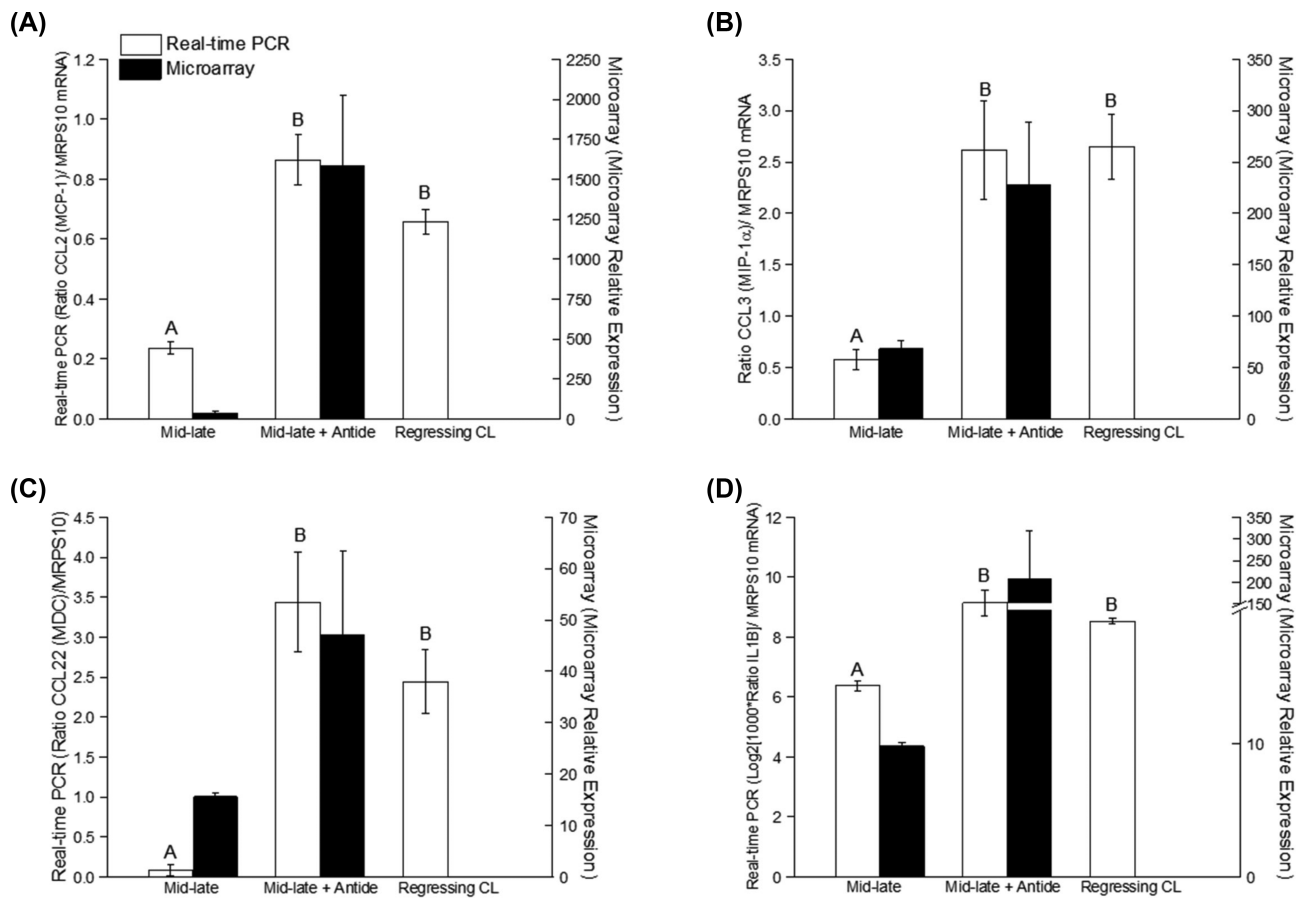 (A)
Real-time PCR
Microarray
Real-time PCR (Ratio CCL2 (MCP-1)/ MRPS10 mRNA)
1.2
1.0
0.8
0.6
0.4
0.2
0.0
A
B
B
2250
2000
1750
1500
1250
1000
750
500
250
0
Microarray (Microarray Relative Expression)
Mid-late
Mid-late + Antide
Regressing CL
(B)
Ratio CCL3 (MIP-1α)/ MRPS10 mRNA
3.5
3.0
2.5
2.0
1.5
1.0
0.5
0.0
A
B
B
350
300
250
200
150
100
50
0
Microarray (Microarray Relative Expression)
Mid-late
Mid-late + Antide
Regressing CL
(C)
Real-time PCR (Ratio CCL22 (MDC)/MRPS10)
4.5
4.0
3.5
3.0
2.5
2.0
1.5
1.0
0.5
0.0
A
B
B
70
60
50
40
30
20
10
0
Microarray (Microarray Relative Expression)
Mid-late
Mid-late + Antide
Regressing CL
(D)
Real-time PCR (Log2[1000*Ratio IL1B]/ MRPS10 mRNA)
12
10
8
6
4
2
0
A
B
B
350
300
250
200
150
10
0
Microarray (Microarray Relative Expression)
Mid-late
Mid-late + Antide
Regressing CL